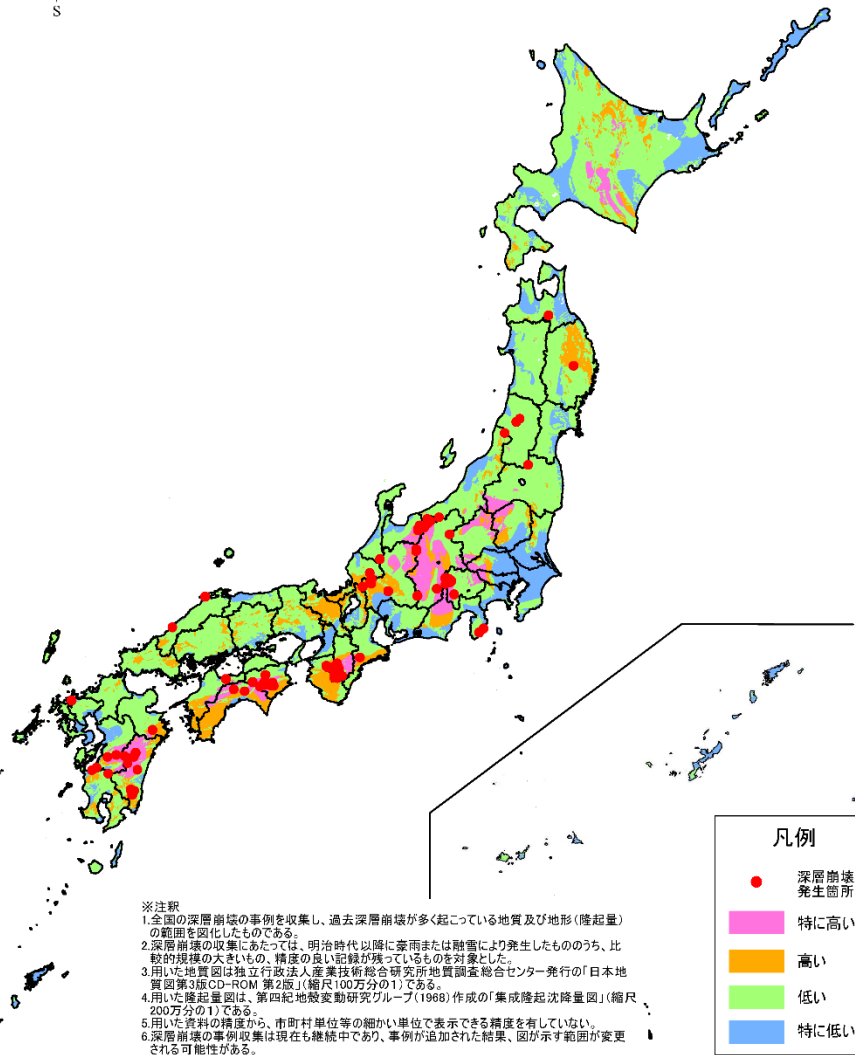 S
凡例
深層崩壊
発生箇所
特に高い
高い
低い
特に低い
※注釈
1.全国の深層崩壊の事例を収集し、過去深層崩壊が多く起こっている地質及び地形(隆起量)
の範囲を図化したものである。
2.深層崩壊の収集にあたっては、明治時代以降に豪雨または融雪により発生したもののうち、比
較的規模の大きいもの、精度の良い記録が残っているものを対象とした。
3.用いた地質図は独立行政法人産業技術総合研究所地質調査総合センター発行の「日本地
質図第3版CD-ROM 第2版」(縮尺100万分の1)である。
4.用いた隆起量図は、第四紀地殻変動研究グループ(1968)作成の「集成隆起沈降量図」(縮尺
200万分の1)である。
5.用いた資料の精度から、市町村単位等の細かい単位で表示できる精度を有していない。
6.深層崩壊の事例収集は現在も継続中であり、事例が追加された結果、図が示す範囲が変更
される可能性がある。